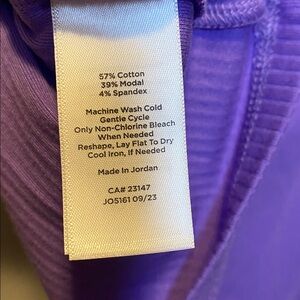 57% Cotton
39% Modal
4% Spandex
Machine Wash Cold
Gentle Cycle
Only Non-Chlorine Bleach
When Needed
Reshape, Lay Flat To Dry
Cool Iron, If Needed
Made In Jordan
CA# 23147
JO5161 09/23